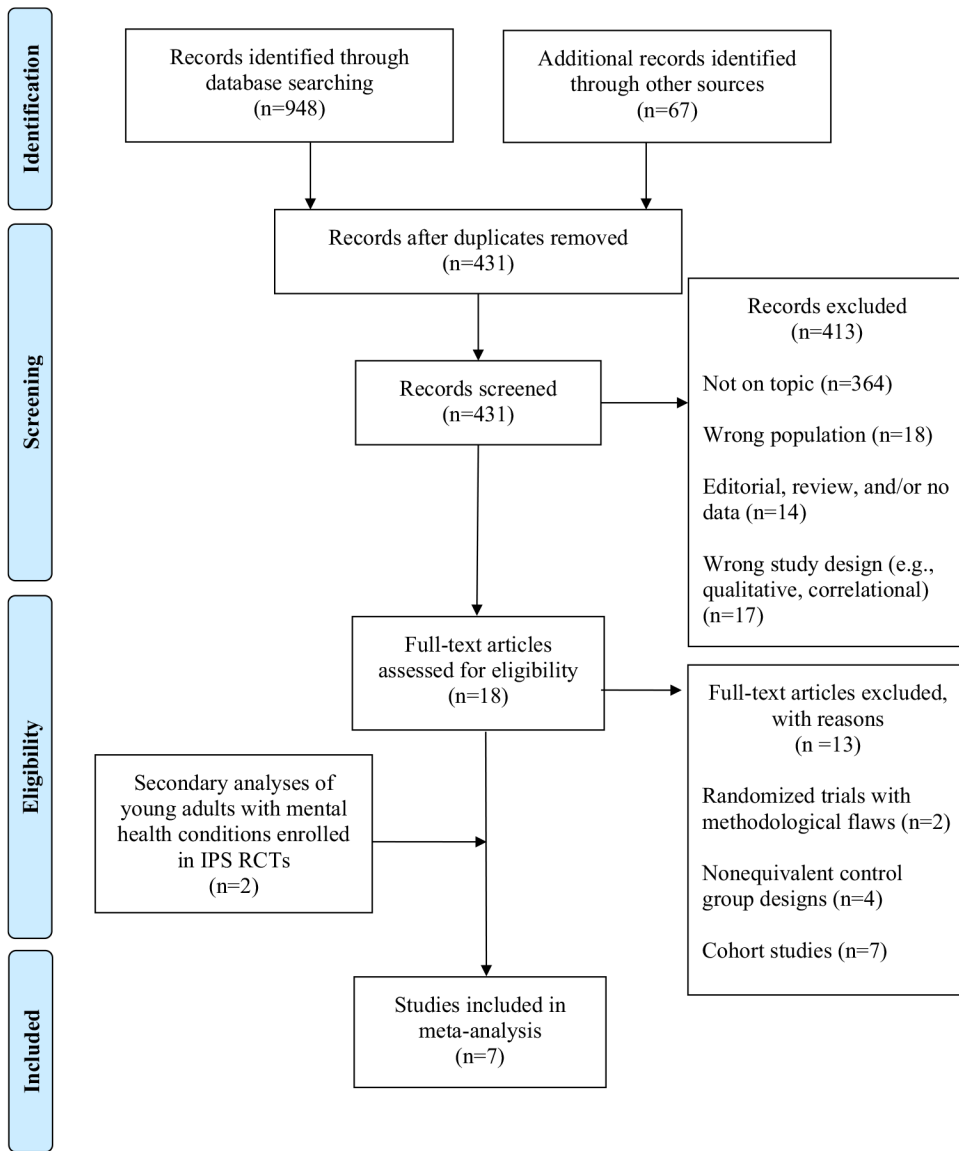 Identification
Records identified through
database searching
(n=948)
Additional records identified
through other sources
(n=67)
Records after duplicates removed
(n=431)
Screening
Records screened
(n=431)
Records excluded
(n=413)
Not on topic (n=364)
Wrong population (n=18)
Editorial, review, and/or no
data (n=14)
Wrong study design (e.g.,
qualitative, correlational)
(n=17)
Eligibility
Full-text articles
assessed for eligibility
(n=18)
Full-text articles excluded,
with reasons
(n =13)
Randomized trials with
methodological flaws (n=2)
Nonequivalent control
group designs (n=4)
Cohort studies (n=7)
Secondary analyses of
young adults with mental
health conditions enrolled
in IPS RCTs
(n=2)
Included
Studies included in
meta-analysis
(n=7)